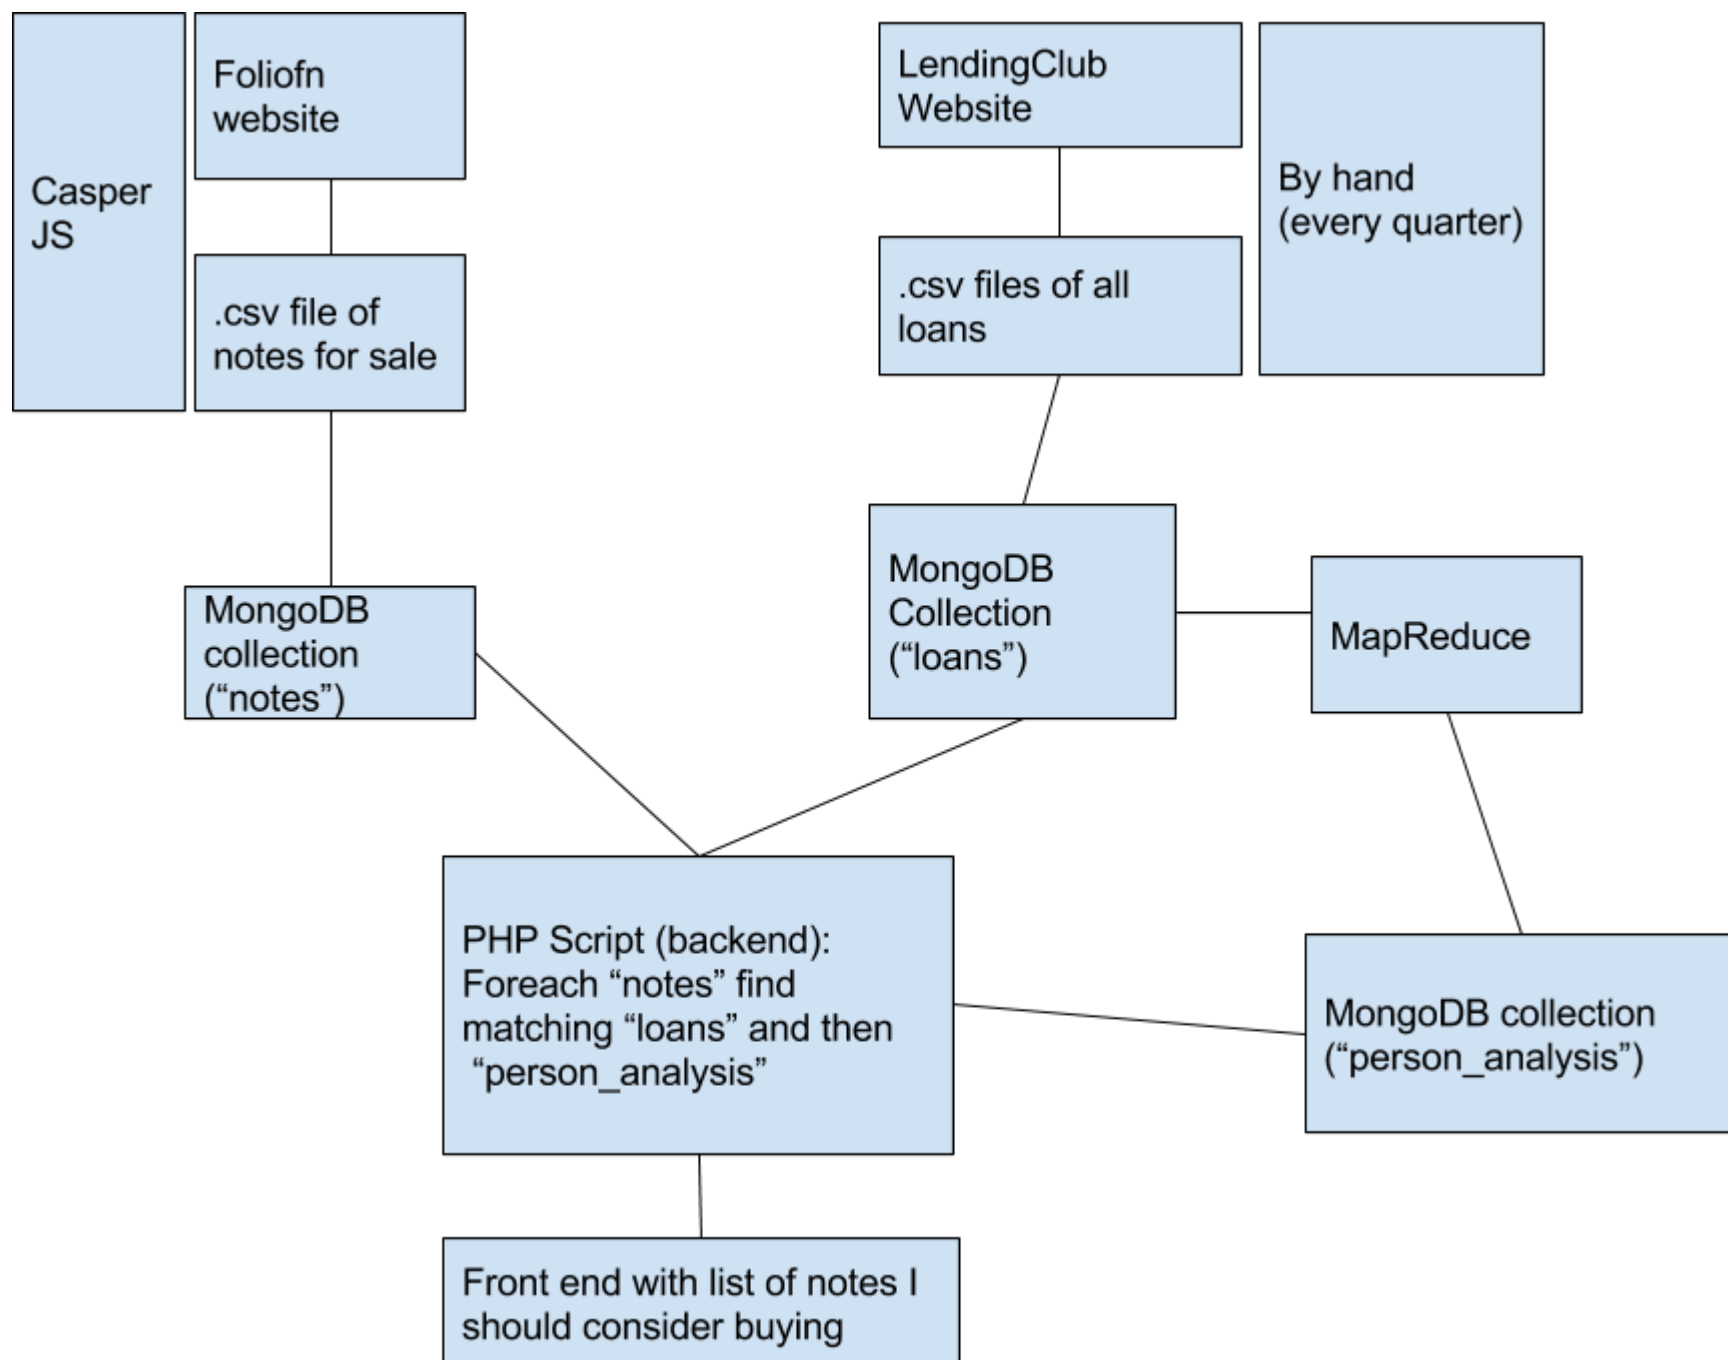 Casper
JS
Foliofn
website
.csv file of
notes for sale
MongoDB
collection
(“notes”)
LendingClub
Website
.csv files of all
loans
By hand
(every quarter)
MongoDB
Collection
(“loans”)
MapReduce
PHP Script (backend):
Foreach “notes” find
matching “loans” and then
“person_analysis”
MongoDB collection
(“person_analysis”)
Front end with list of notes I
should consider buying